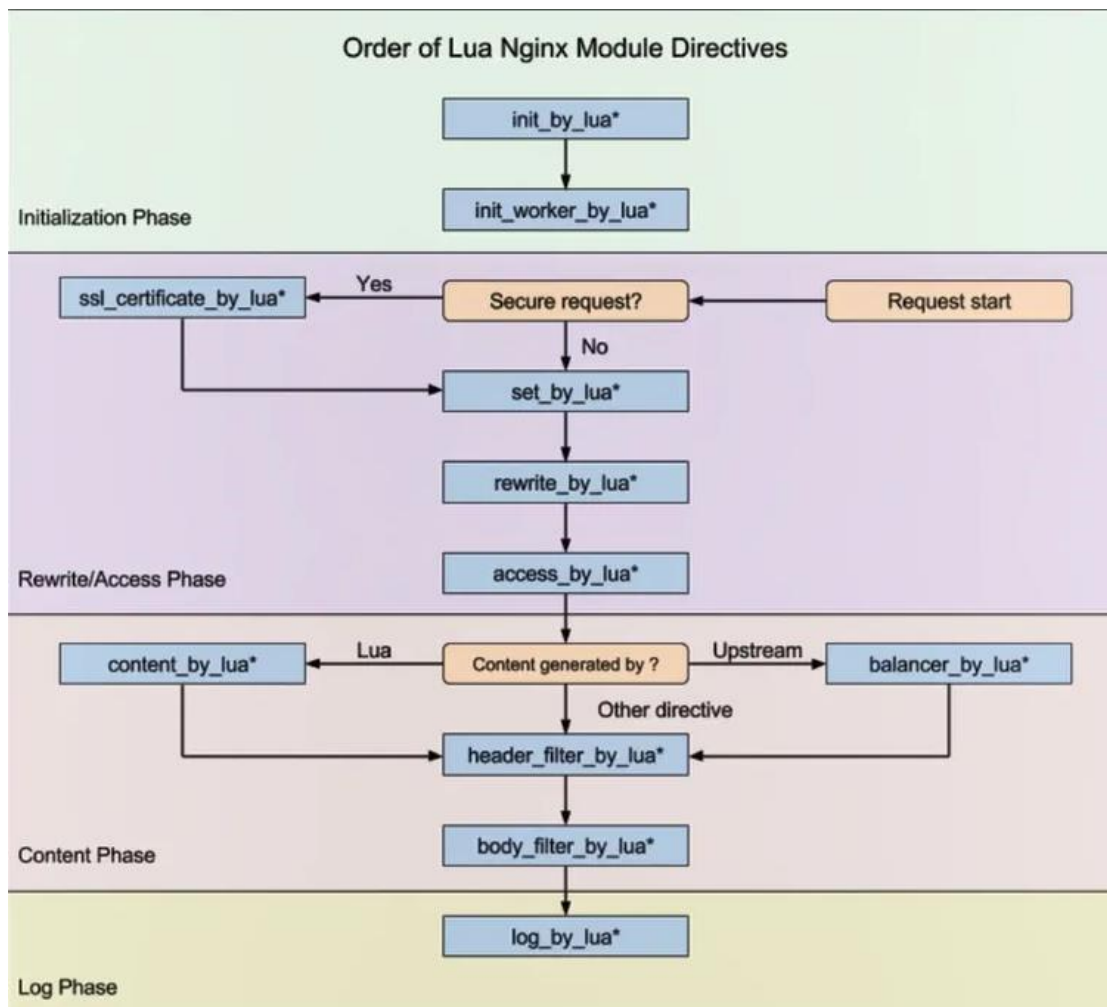 Order of Lua Nginx Module Directives
init_by_lua*
init_worker_by_lua*
Initialization Phase
ssl_certificate_by_lua*
Yes
Secure request?
Request start
No
set_by_lua*
rewrite_by_lua*
access_by_lua*
Rewrite/Access Phase
content_by_lua*
Lua
Content generated by ?
Upstream
balancer_by_lua*
Other directive
header_filter_by_lua*
body_filter_by_lua*
Content Phase
log_by_lua*
Log Phase